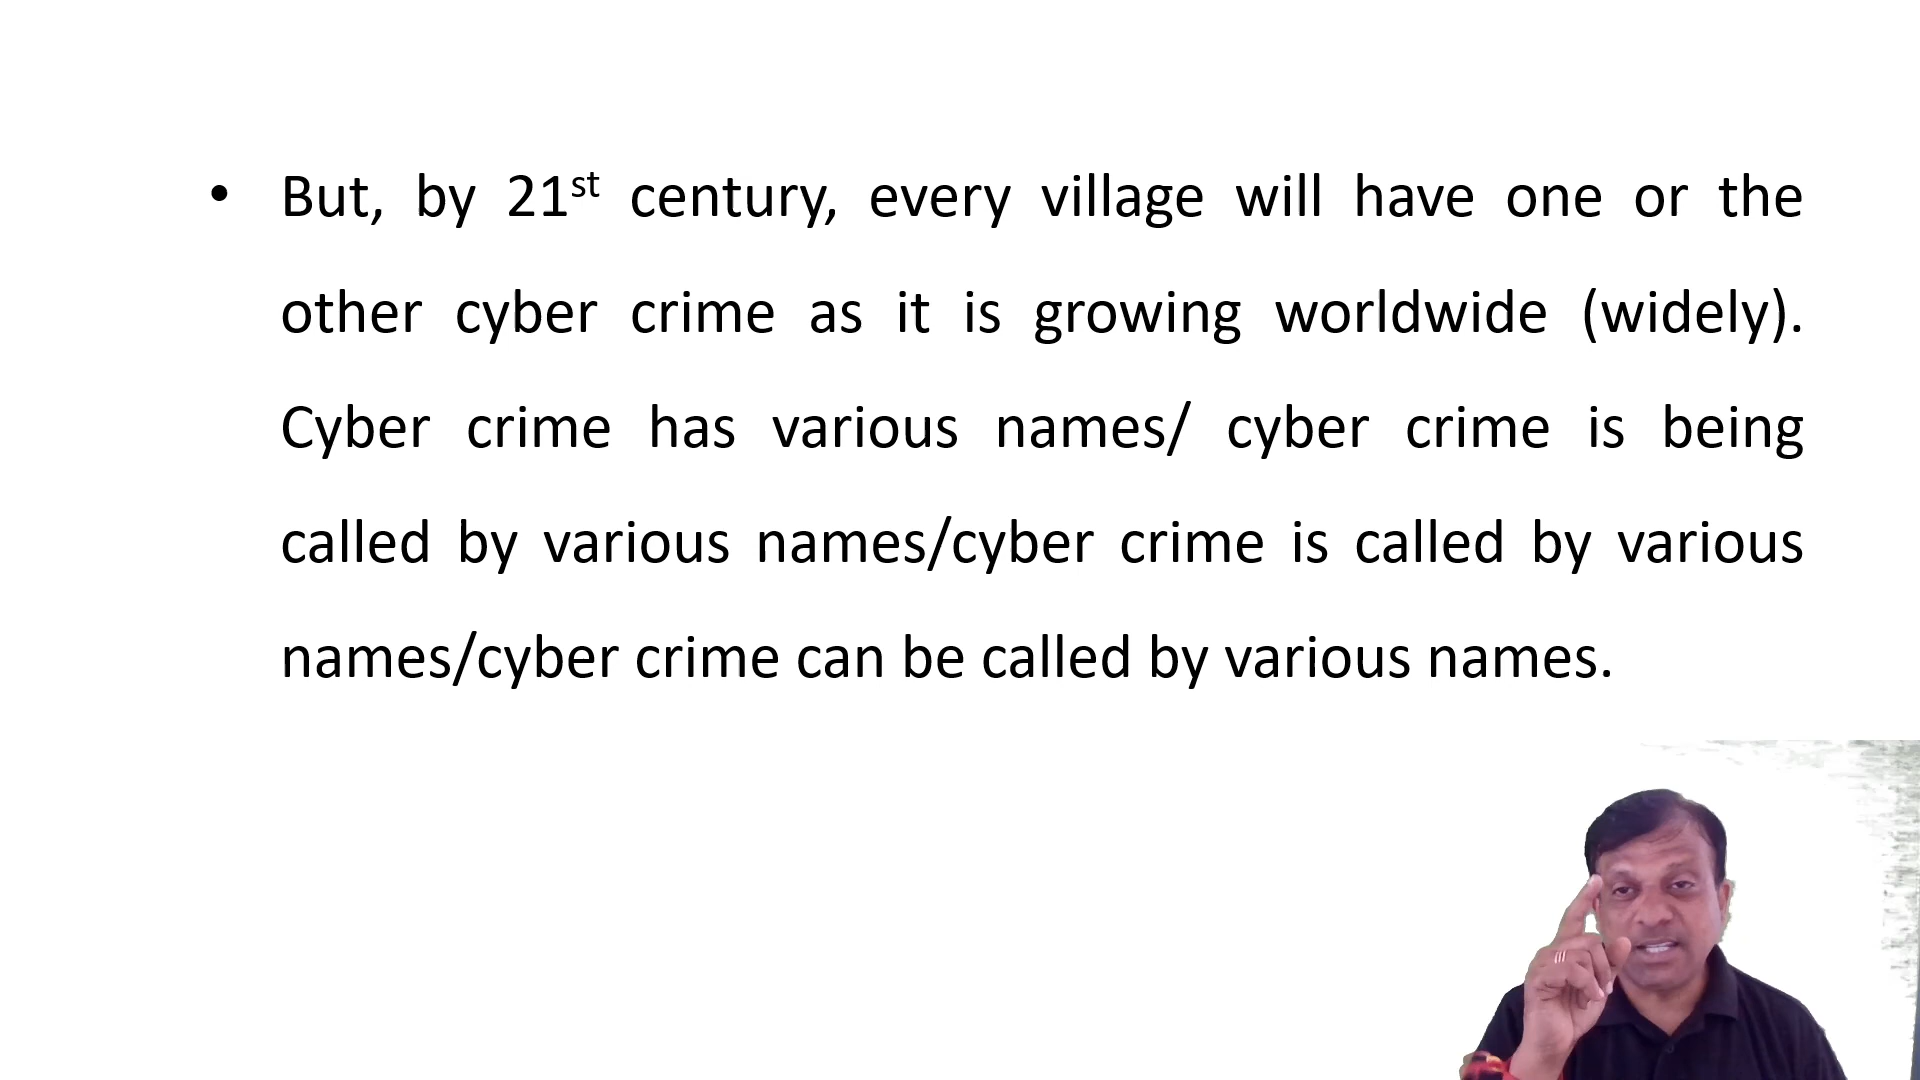 • But, by 21st century, every village will have one or the
other cyber crime as it is growing worldwide (widely).
Cyber crime has various names/ cyber crime is being
called by various names/cyber crime is called by various
names/cyber crime can be called by various names.